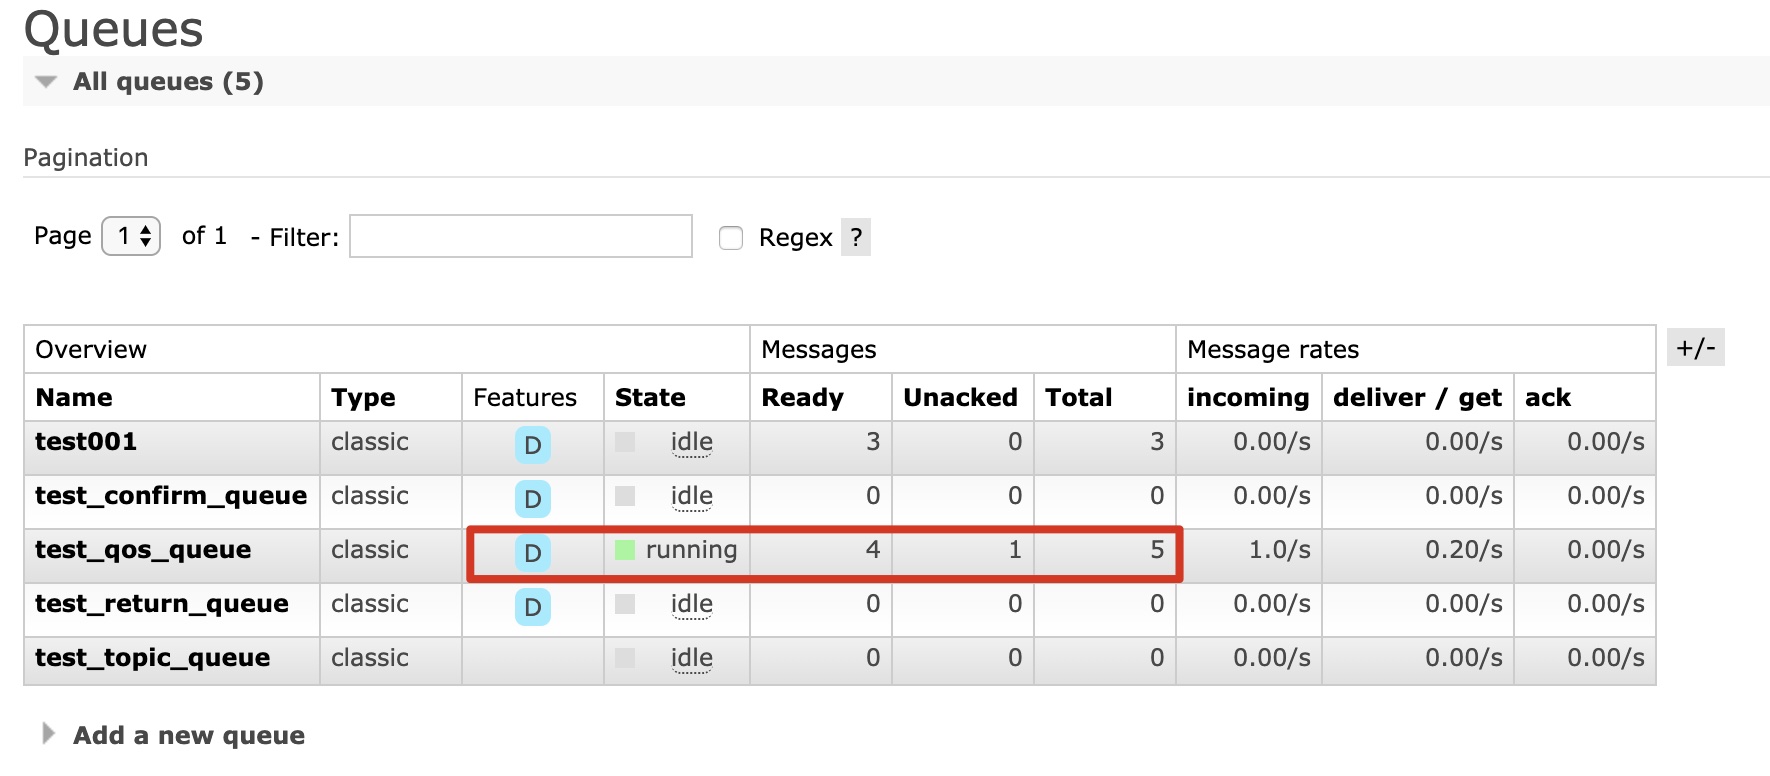 Queues
All queues (5)
Pagination
Page 1 of 1 - Filter: Regex ?
Overview Messages Message rates +/-
Name Type Features State Ready Unacked Total incoming deliver / get ack
test001 classic D idle 3 0 3 0.00/s 0.00/s 0.00/s
test_confirm_queue classic D idle 0 0 0 0.00/s 0.00/s 0.00/s
test_qos_queue classic D running 4 1 5 1.0/s 0.20/s 0.00/s
test_return_queue classic D idle 0 0 0 0.00/s 0.00/s 0.00/s
test_topic_queue classic idle 0 0 0 0.00/s 0.00/s 0.00/s
Add a new queue